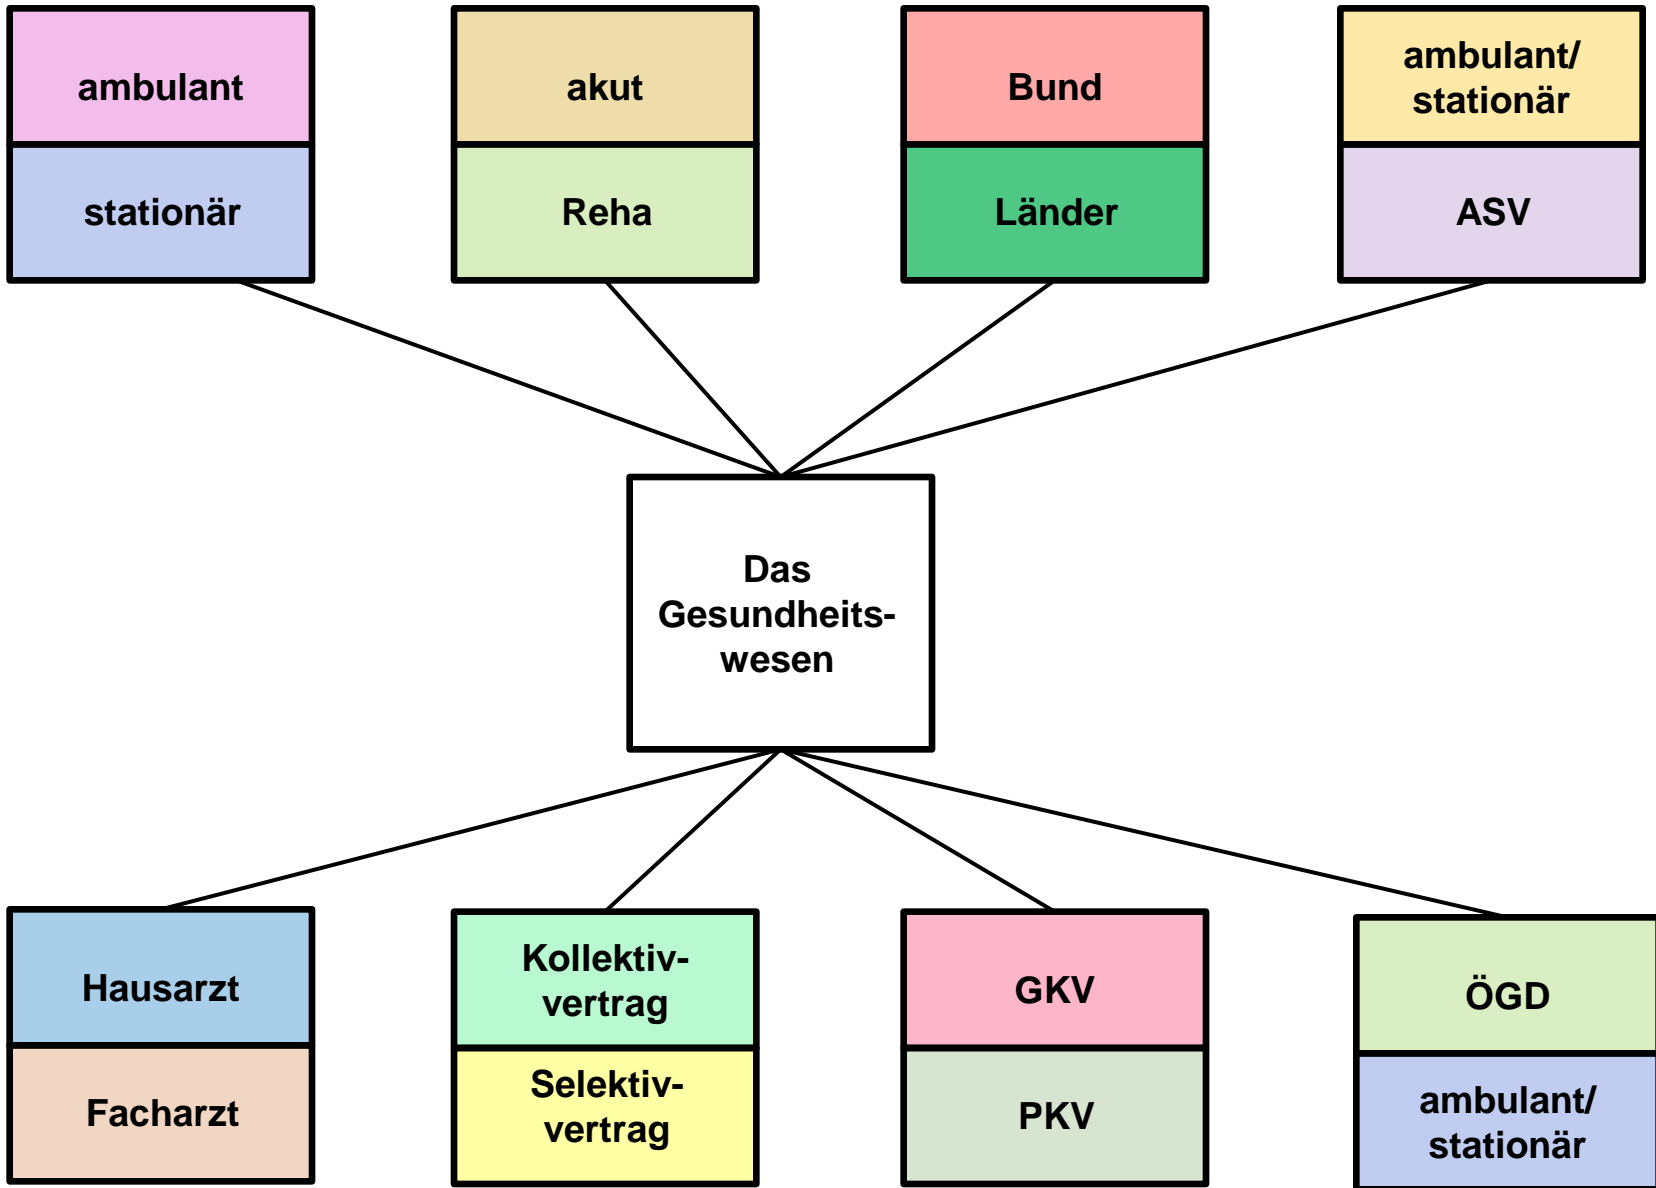 ambulant
stationär
akut
Reha
Bund
Länder
ambulant/
stationär
ASV
Das
Gesundheits-
wesen
Hausarzt
Facharzt
Kollektiv-
vertrag
Selektiv-
vertrag
GKV
PKV
ÖGD
ambulant/
stationär